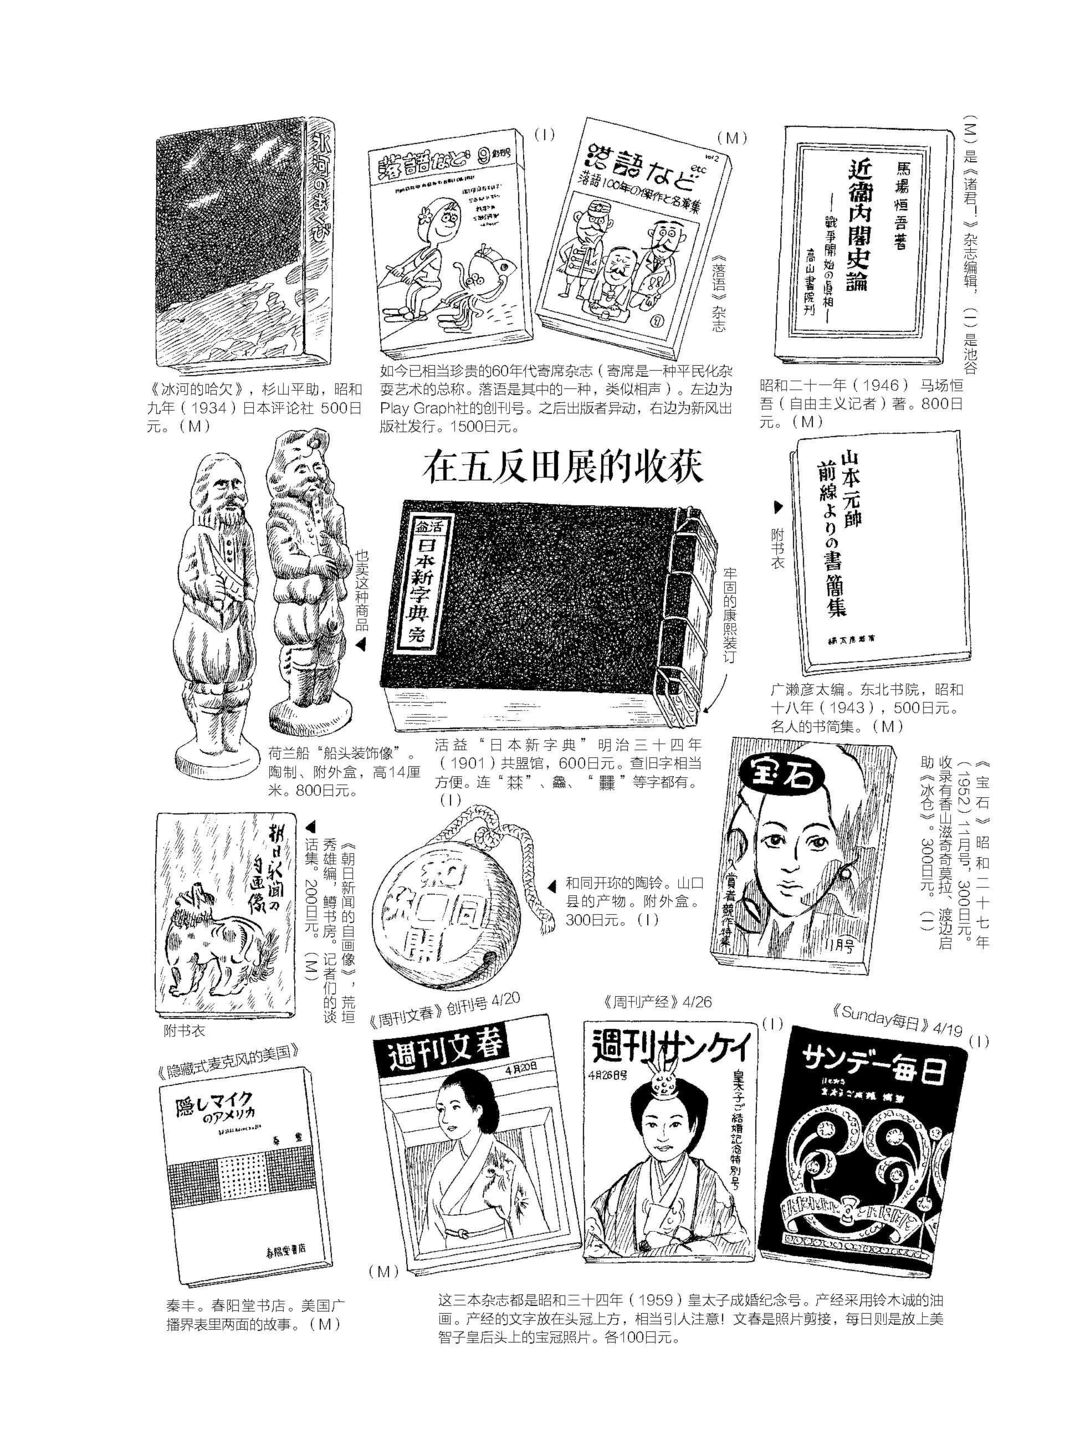 氷河のあくび
《冰河的哈欠》，杉山平助，昭和
九年（1934）日本评论社 500日
元。（M）
（I）
落語など
9
創刊号
（M）
vol 2
落語など
etc
落語100年の傑作と名演集
《落语》杂志
如今已相当珍贵的60年代寄席杂志（寄席是一种平民化杂
耍艺术的总称。落语是其中的一种，类似相声）。左边为
Play Graph社的创刊号。之后出版者异动，右边为新风出
版社发行。1500日元。
馬場恒吾著
近衞内閣史論
—戰爭開始の眞相—
高山書院刊
（M）是《诸君！》杂志编辑，（I）是池谷
昭和二十一年（1946） 马场恒
吾（自由主义记者）著。800日
元。（M）
在五反田展的收获
也卖这种商品
荷兰船“船头装饰像”。
陶制、附外盒，高14厘
米。800日元。
活益
日本新字典 完
牢固的康熙装订
活益“日本新字典”明治三十四年
（1901）共盟馆，600日元。查旧字相当
（I）
附书衣
山本元帥
前線よりの書簡集
广濑彦太编。东北书院，昭和
十八年（1943），500日元。
名人的书简集。（M）
朝日新聞の
自画像
《朝日新闻的自画像》，荒垣
秀雄编，鳟书房。记者们的谈
话集。200日元。（M）
附书衣
和同開
和同开珎的陶铃。山口
县的产物。附外盒。
300日元。（I）
宝石
入賞者競作特集
11月号
《宝石》昭和二十七年
（1952）11月号，300日元。
收录有香山滋奇奇莫拉、渡边启
助《冰仓》。300日元。（I）
《隐藏式麦克风的美国》
隠しマイク
のアメリカ
春陽堂書店
秦丰。春阳堂书店。美国广
播界表里两面的故事。（M）
《周刊文春》创刊号 4/20
週刊文春
4月20日
（M）
《周刊产经》4/26
（I）
週刊サンケイ
4月26日号
皇太子ご結婚記念特別号
《Sunday每日》4/19
（I）
サンデー毎日
这三本杂志都是昭和三十四年（1959）皇太子成婚纪念号。产经采用铃木诚的油
画。产经的文字放在头冠上方，相当引人注意！文春是照片剪接，每日则是放上美
智子皇后头上的宝冠照片。各100日元。